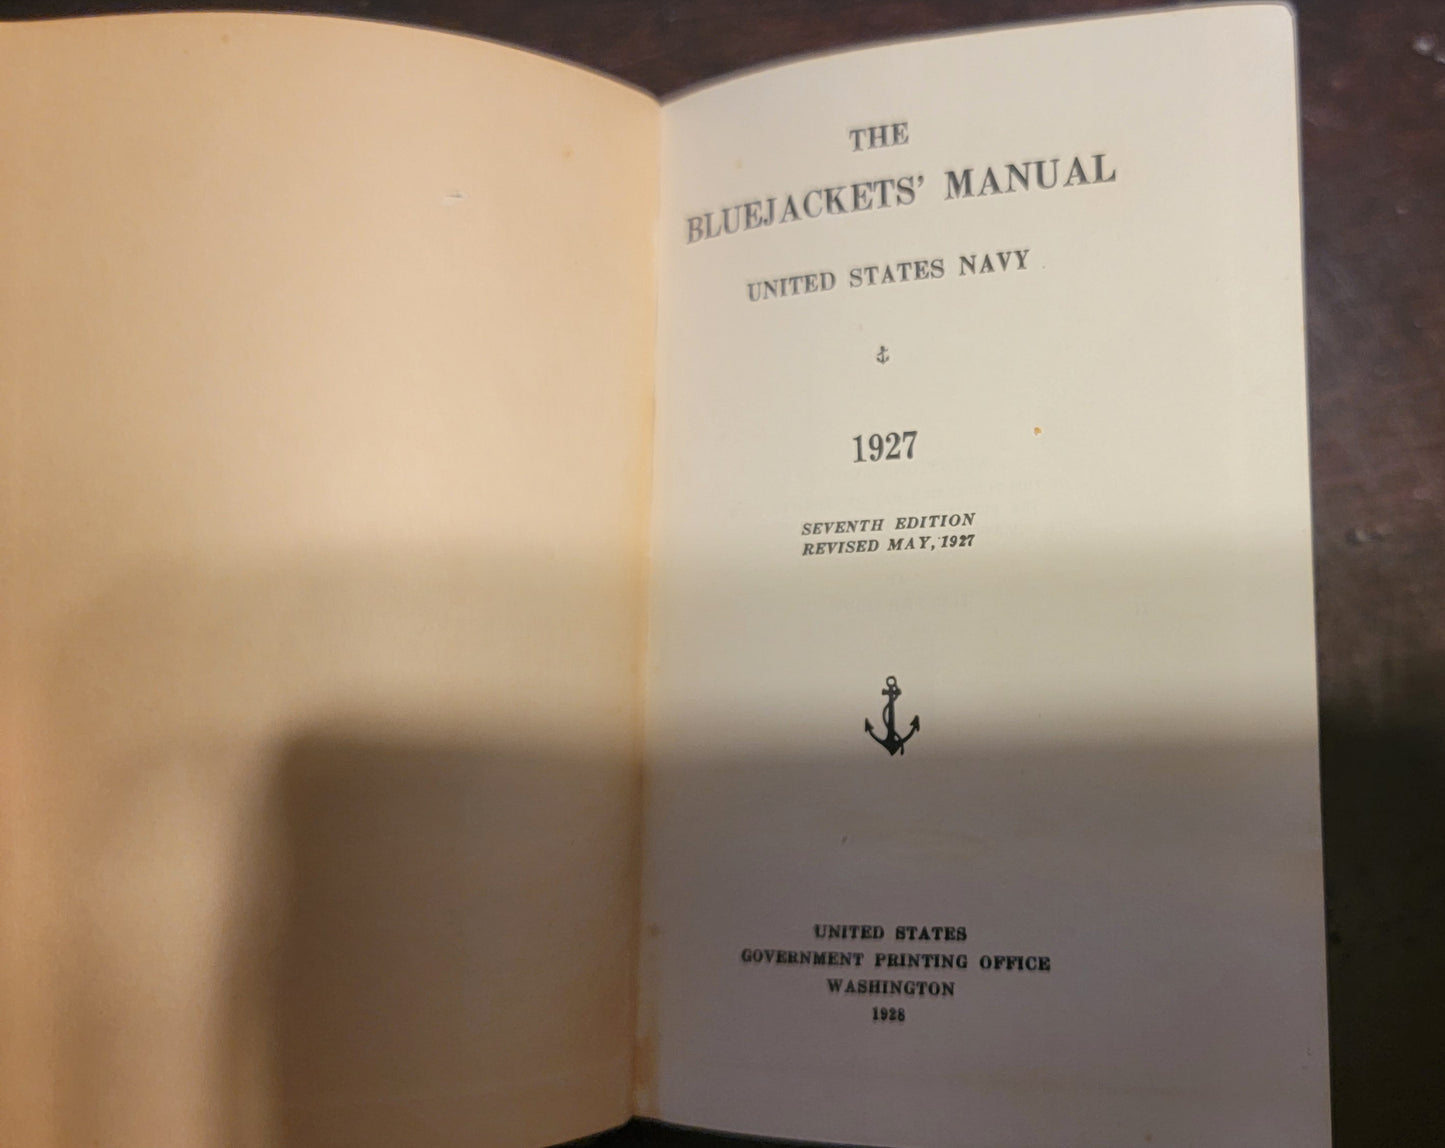 THE
BLUEJACKETS' MANUAL
UNITED STATES NAVY
1927
SEVENTH EDITION
REVISED MAY, 1927
UNITED STATES
GOVERNMENT PRINTING OFFICE
WASHINGTON
1928